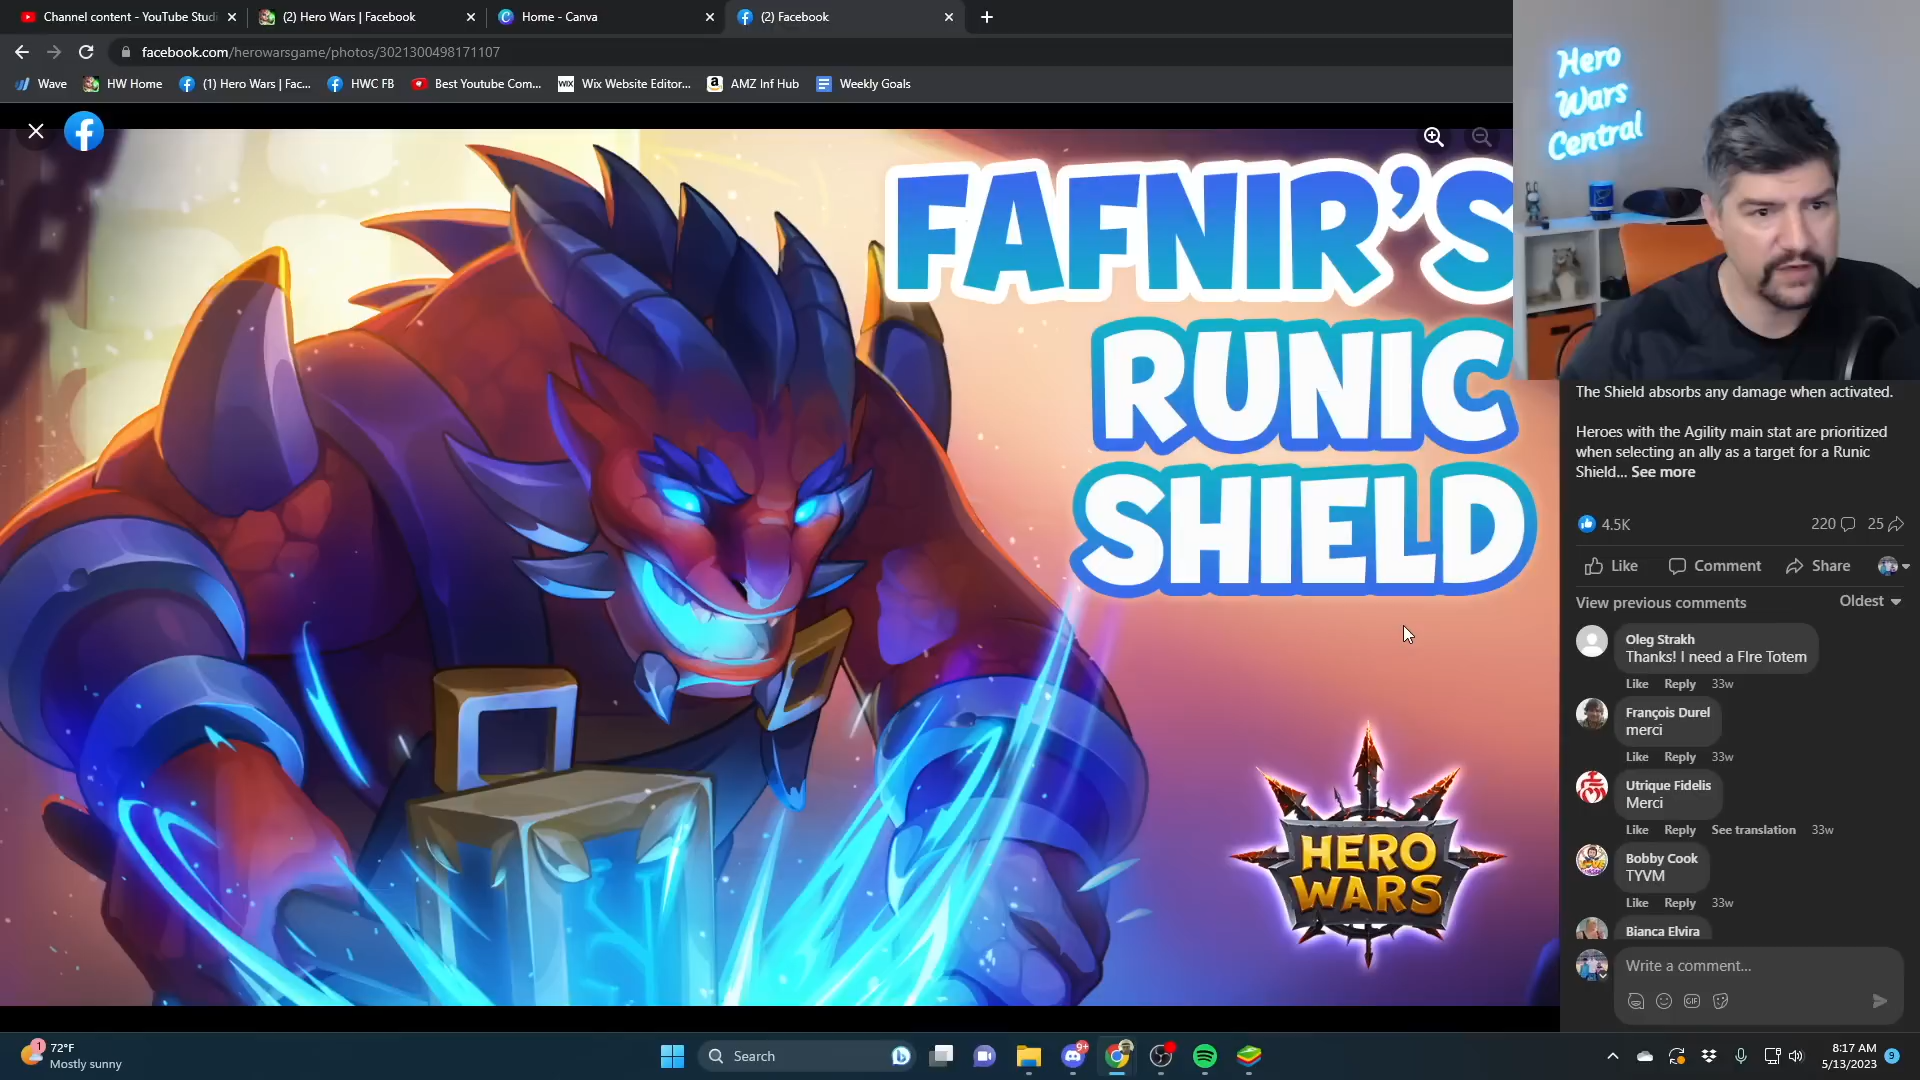 Channel content - YouTube Studi
(2) Hero Wars | Facebook
Home - Canva
(2) Facebook
facebook.com/herowarsgame/photos/3021300498171107
Wave
HW Home
(1) Hero Wars | Fac...
HWC FB
Best Youtube Com...
WIX
Wix Website Editor...
AMZ Inf Hub
Weekly Goals
Hero
Wars
Central
FAFNIR'S
RUNIC
SHIELD
HERO
WARS
The Shield absorbs any damage when activated.
Heroes with the Agility main stat are prioritized
when selecting an ally as a target for a Runic
Shield... See more
4.5K
220
25
Like
Comment
Share
View previous comments
Oldest
Oleg Strakh
Thanks! I need a FIre Totem
Like Reply 33w
François Durel
merci
Like Reply 33w
Utrique Fidelis
Merci
Like Reply See translation 33w
Bobby Cook
TYVM
Like Reply 33w
Bianca Elvira
Write a comment...
GIF
1
72°F
Mostly sunny
Search
9+
8:17 AM
5/13/2023
9